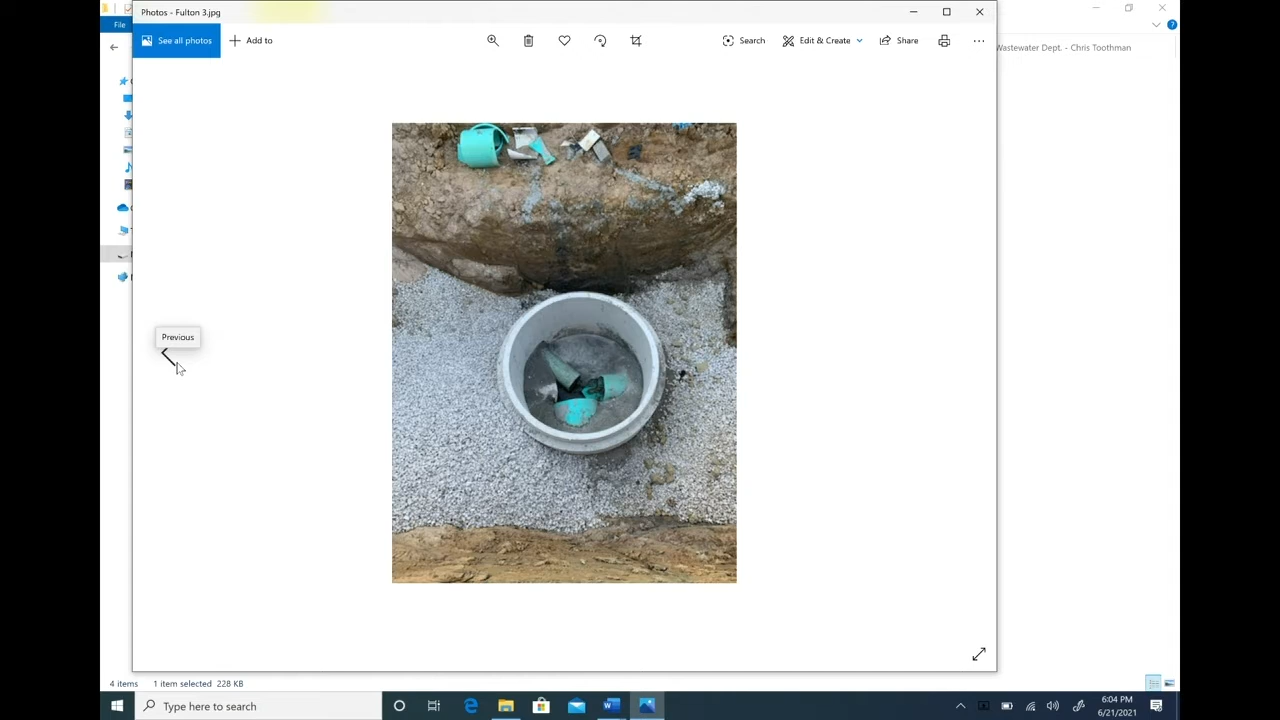 Photos - Fulton 3.jpg
File
See all photos
Add to
Search
Edit & Create
Share
Wastewater Dept. - Chris Toothman
Previous
4 items
1 item selected 228 KB
Type here to search
6:04 PM
6/21/2021